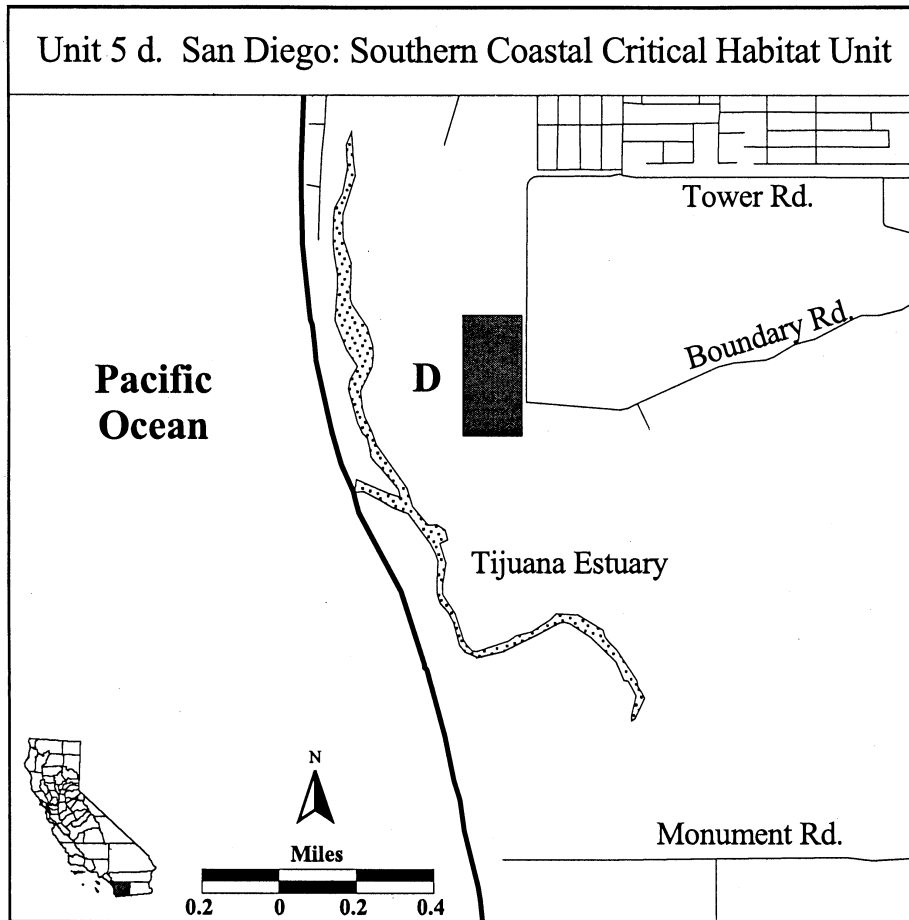 Unit 5 d. San Diego: Southern Coastal Critical Habitat Unit
Tower Rd.
Boundary Rd.
Pacific
Ocean
D
Tijuana Estuary
N
Miles
0.2 0 0.2 0.4
Monument Rd.